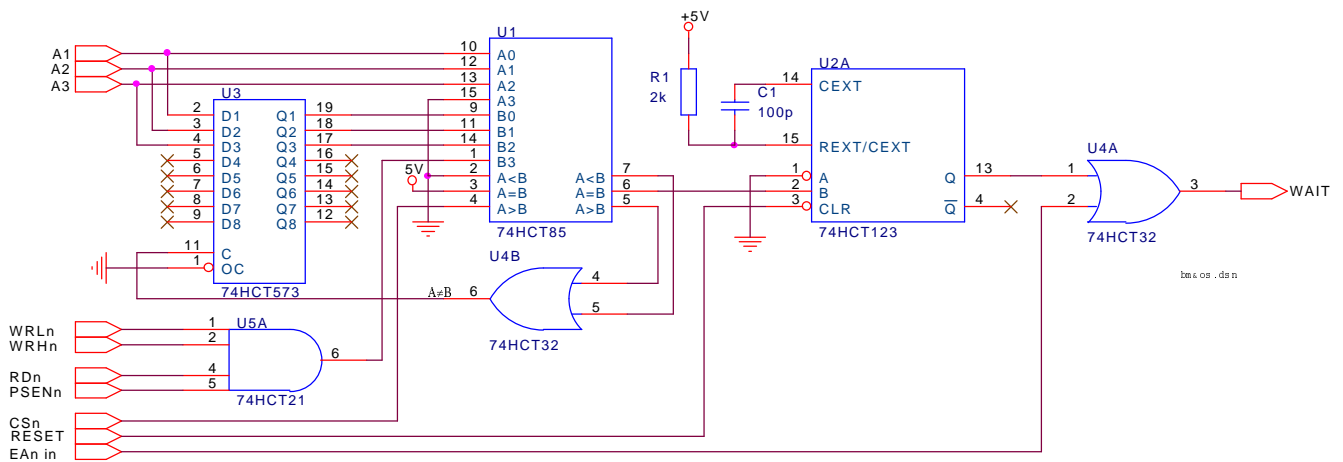 +5V
U1
U2A
A1
A2
A3
10 A0
12 A1
13 A2
15 A3
9 B0
11 B1
14 B2
1 B3
2 A<B
3 A=B
4 A>B
A<B 7
A=B 6
A>B 5
74HCT85
5V
R1
2k
C1
100p
14 CEXT
15 REXT/CEXT
1 A
2 B
3 CLR
Q 13
Q 4
74HCT123
U4A
1
2
3
74HCT32
WAIT
bm&os.dsn
U3
2 D1 Q1 19
3 D2 Q2 18
4 D3 Q3 17
5 D4 Q4 16
6 D5 Q5 15
7 D6 Q6 14
8 D7 Q7 13
9 D8 Q8 12
11 C
1 OC
74HCT573
U4B
A≠B 6
4
5
74HCT32
WRLn
WRHn
RDn
PSENn
U5A
1
2
4
5
6
74HCT21
CSn
RESET
EAn in